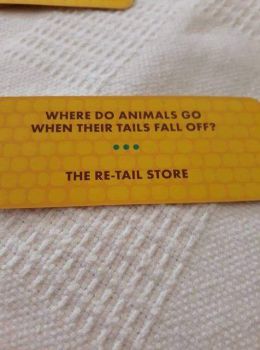 WHERE DO ANIMALS GO
WHEN THEIR TAILS FALL OFF?
THE RE-TAIL STORE